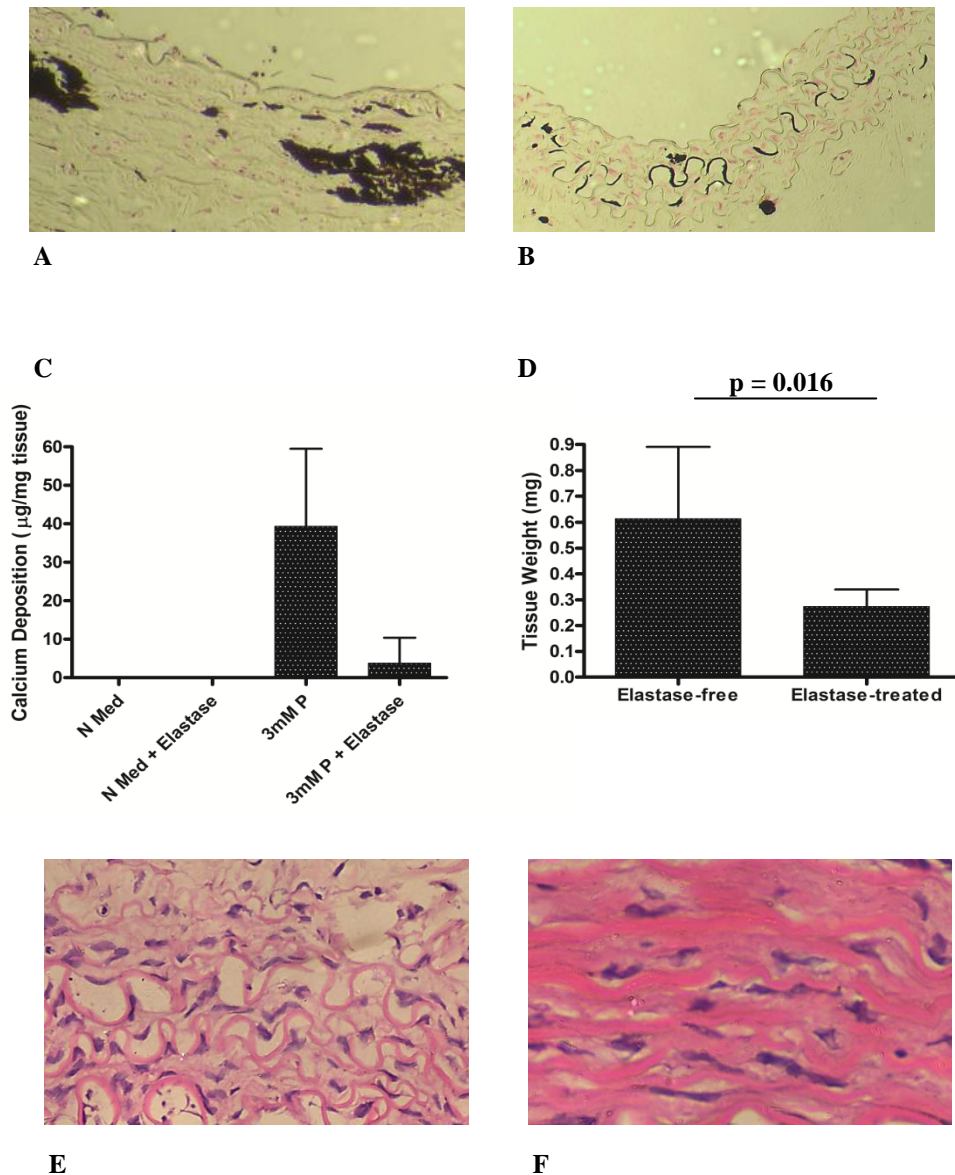 A
B
C
D
p = 0.016
Calcium Deposition (µg/mg tissue)
60
50
40
30
20
10
0
N Med
N Med + Elastase
3mM P
3mM P + Elastase
Tissue Weight (mg)
0.9
0.8
0.7
0.6
0.5
0.4
0.3
0.2
0.1
0.0
Elastase-free
Elastase-treated
E
F